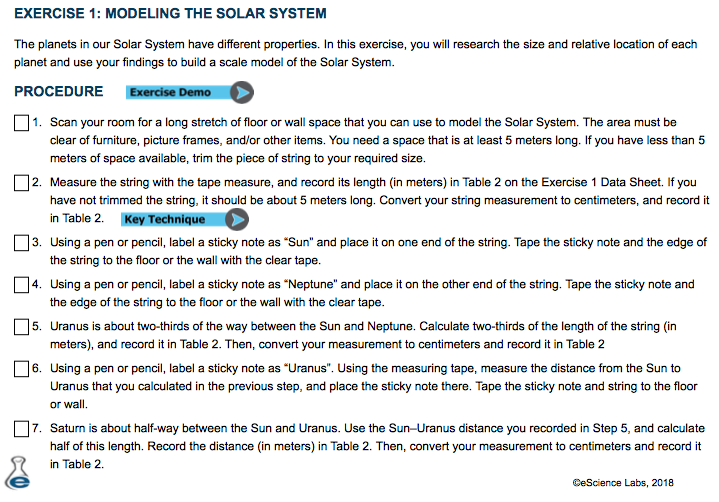 EXERCISE 1: MODELING THE SOLAR SYSTEM
The planets in our Solar System have different properties. In this exercise, you will research the size and relative location of each
planet and use your findings to build a scale model of the Solar System.
PROCEDURE Exercise Demo
1. Scan your room for a long stretch of floor or wall space that you can use to model the Solar System. The area must be
clear of furniture, picture frames, and/or other items. You need a space that is at least 5 meters long. If you have less than 5
meters of space available, trim the piece of string to your required size.
2. Measure the string with the tape measure, and record its length (in meters) in Table 2 on the Exercise 1 Data Sheet. If you
have not trimmed the string, it should be about 5 meters long. Convert your string measurement to centimeters, and record it
in Table 2. Key Technique
3. Using a pen or pencil, label a sticky note as “Sun” and place it on one end of the string. Tape the sticky note and the edge of
the string to the floor or the wall with the clear tape.
4. Using a pen or pencil, label a sticky note as “Neptune” and place it on the other end of the string. Tape the sticky note and
the edge of the string to the floor or the wall with the clear tape.
5. Uranus is about two-thirds of the way between the Sun and Neptune. Calculate two-thirds of the length of the string (in
meters), and record it in Table 2. Then, convert your measurement to centimeters and record it in Table 2
6. Using a pen or pencil, label a sticky note as “Uranus”. Using the measuring tape, measure the distance from the Sun to
Uranus that you calculated in the previous step, and place the sticky note there. Tape the sticky note and string to the floor
or wall.
7. Saturn is about half-way between the Sun and Uranus. Use the Sun–Uranus distance you recorded in Step 5, and calculate
half of this length. Record the distance (in meters) in Table 2. Then, convert your measurement to centimeters and record it
in Table 2.
e
©eScience Labs, 2018